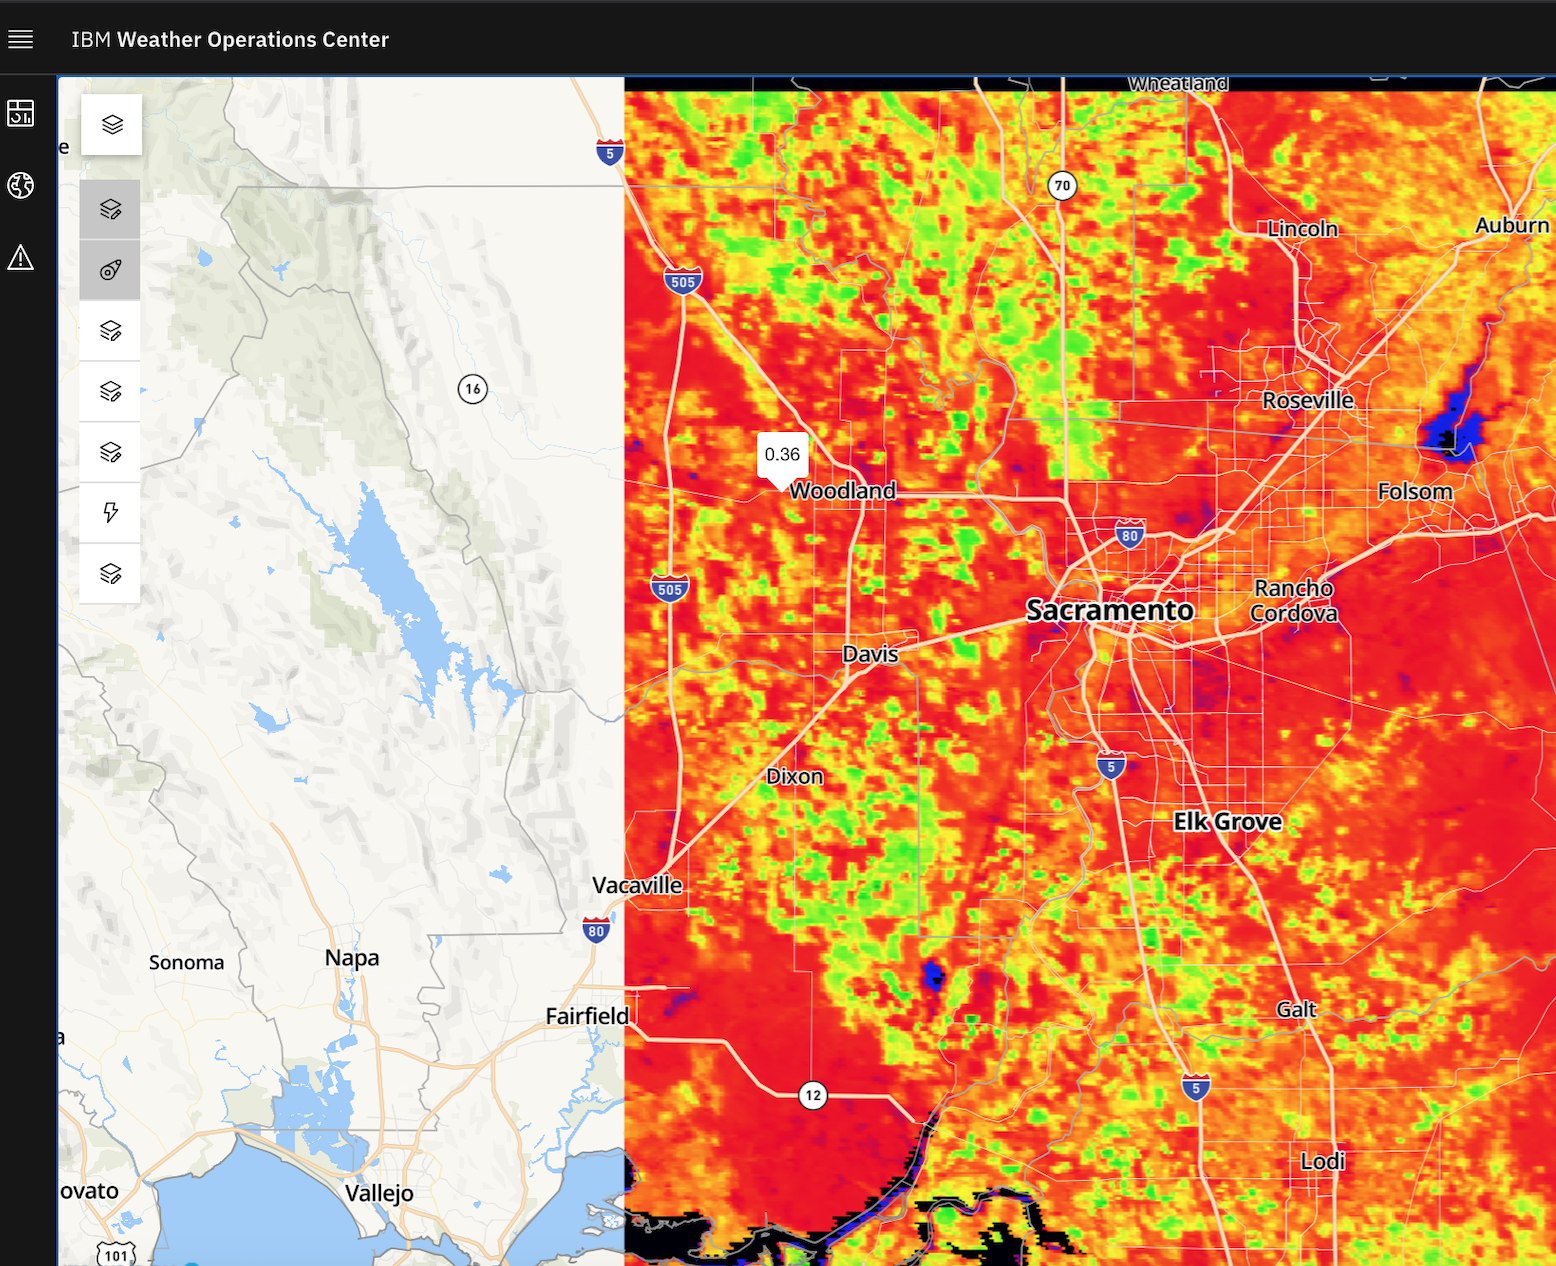 IBM Weather Operations Center
Wheatland
e
5
70
Lincoln
Auburn
505
16
Roseville
0.36
Woodland
Folsom
80
505
Rancho
Cordova
Sacramento
Davis
5
Dixon
Elk Grove
Vacaville
80
Napa
Sonoma
Galt
Fairfield
a
5
12
Lodi
ovato
Vallejo
101